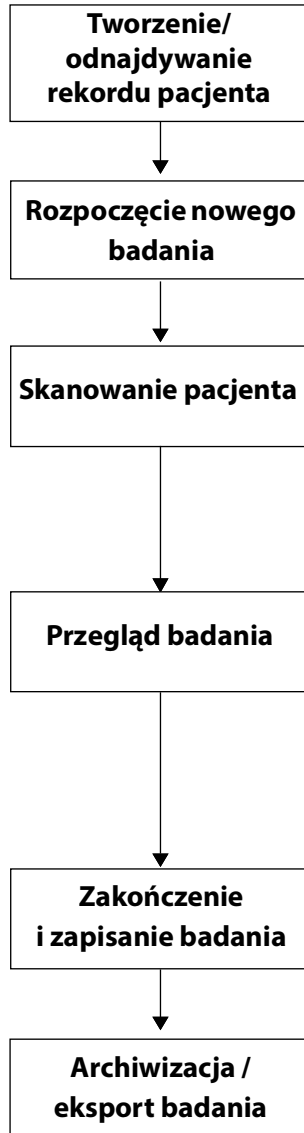 Tworzenie/
odnajdywanie
rekordu pacjenta
Rozpoczęcie nowego
badania
Skanowanie pacjenta
Przegląd badania
Zakończenie
i zapisanie badania
Archiwizacja /
eksport badania